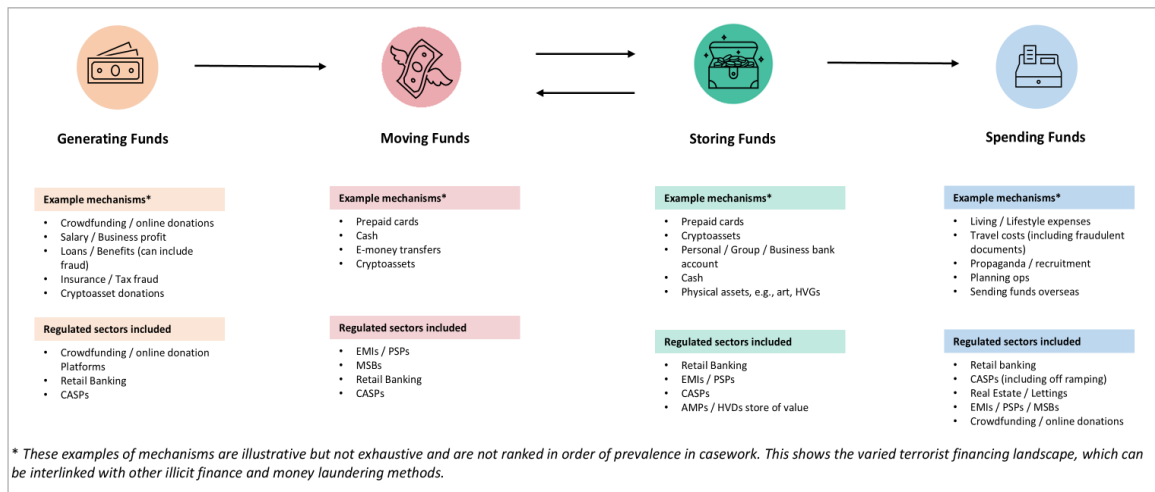 Generating Funds
Moving Funds
Storing Funds
Spending Funds
Example mechanisms*
• Crowdfunding / online donations
• Salary / Business profit
• Loans / Benefits (can include
fraud)
• Insurance / Tax fraud
• Cryptoasset donations
Regulated sectors included
• Crowdfunding / online donation
Platforms
• Retail Banking
• CASPs
Example mechanisms*
• Prepaid cards
• Cash
• E-money transfers
• Cryptoassets
Regulated sectors included
• EMIs / PSPs
• MSBs
• Retail Banking
• CASPs
Example mechanisms*
• Prepaid cards
• Cryptoassets
• Personal / Group / Business bank
account
• Cash
• Physical assets, e.g., art, HVGs
Regulated sectors included
• Retail Banking
• EMIs / PSPs
• CASPs
• AMPs / HVDs store of value
Example mechanisms*
• Living / Lifestyle expenses
• Travel costs (including fraudulent
documents)
• Propaganda / recruitment
• Planning ops
• Sending funds overseas
Regulated sectors included
• Retail banking
• CASPs (including off ramping)
• Real Estate / Lettings
• EMIs / PSPs / MSBs
• Crowdfunding / online donations
* These examples of mechanisms are illustrative but not exhaustive and are not ranked in order of prevalence in casework. This shows the varied terrorist financing landscape, which can
be interlinked with other illicit finance and money laundering methods.